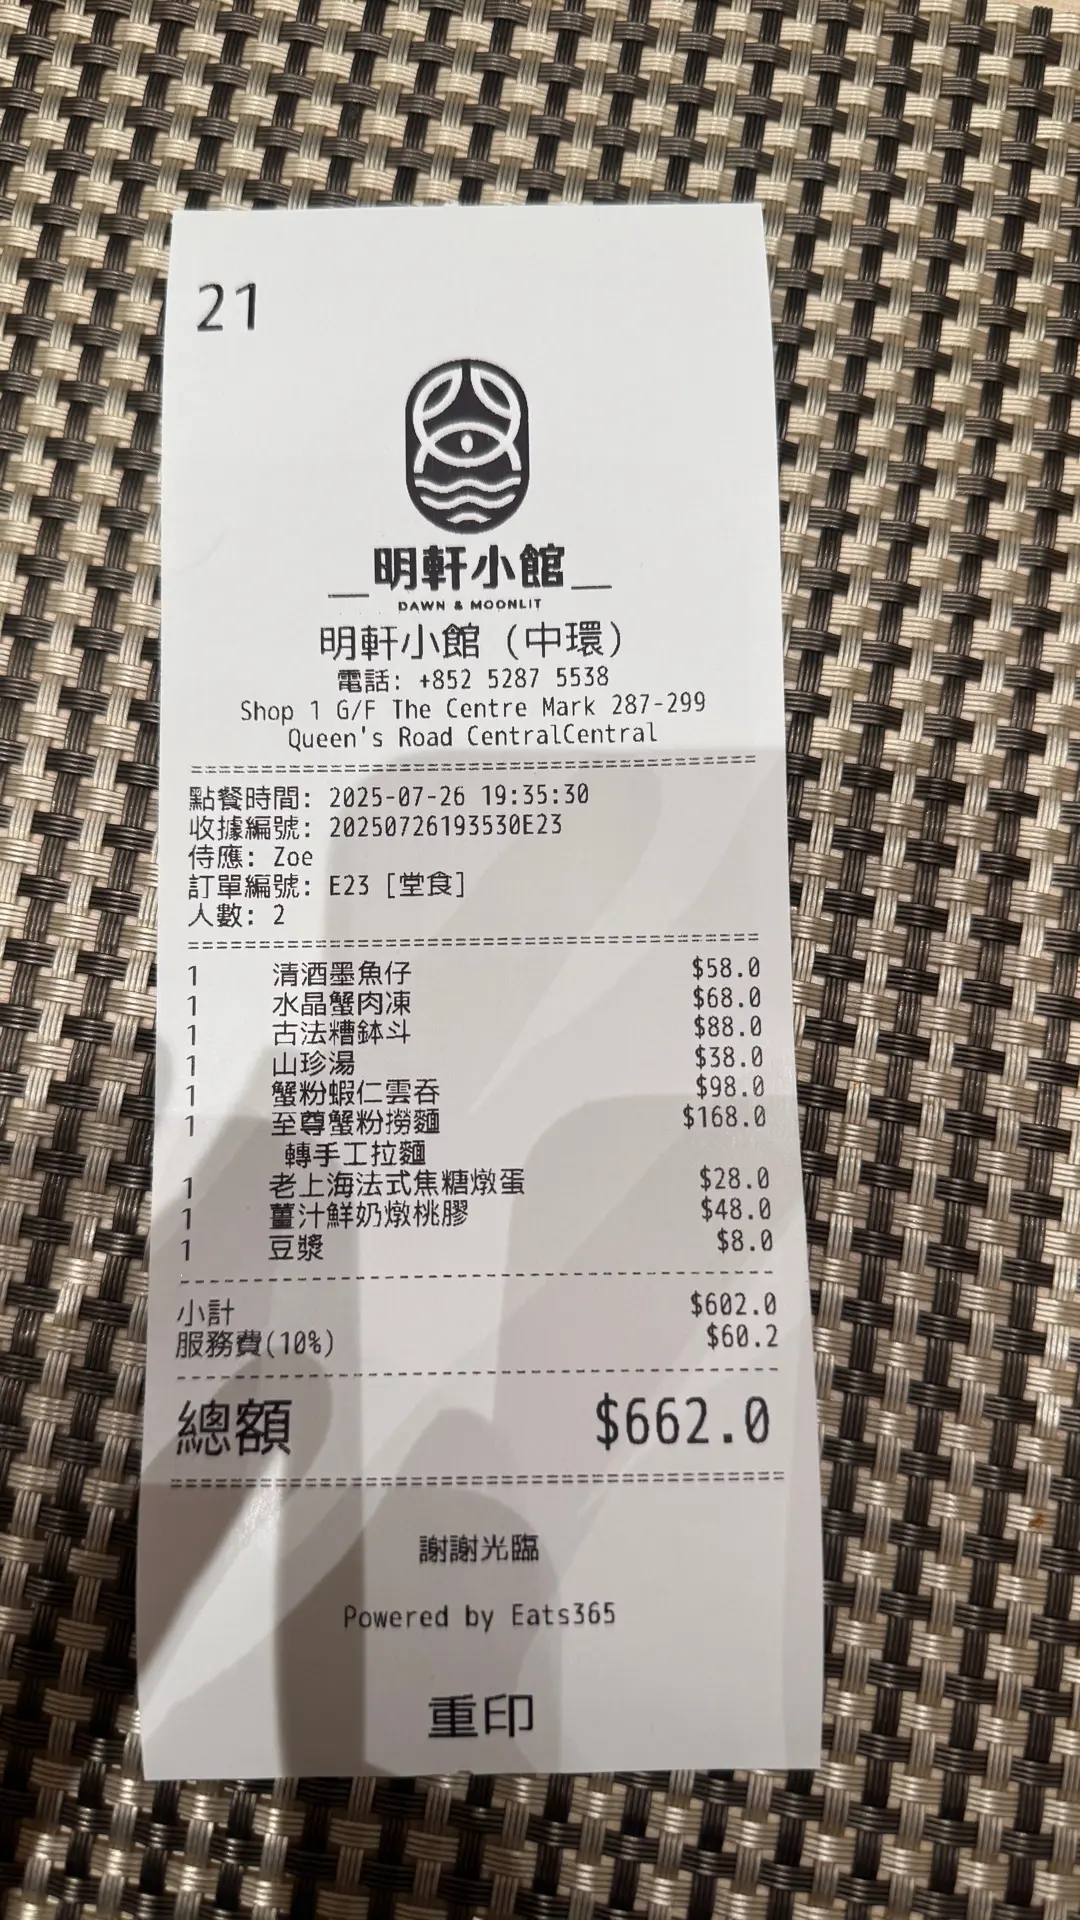 21
明軒小館
DAWN & MOONLIT
明軒小館 (中環)
電話: +852 5287 5538
Shop 1 G/F The Centre Mark 287-299
Queen's Road CentralCentral
點餐時間: 2025-07-26 19:35:30
收據編號: 20250726193530E23
侍應: Zoe
訂單編號: E23 [堂食]
人數: 2
1 清酒墨魚仔 $58.0
1 水晶蟹肉凍 $68.0
1 古法糟鉢斗 $88.0
1 山珍湯 $38.0
1 蟹粉蝦仁雲吞 $98.0
1 至尊蟹粉撈麵 $168.0
轉手工拉麵
1 老上海法式焦糖燉蛋 $28.0
1 薑汁鮮奶燉桃膠 $48.0
1 豆漿 $8.0
小計 $602.0
服務費(10%) $60.2
總額 $662.0
謝謝光臨
Powered by Eats365
重印